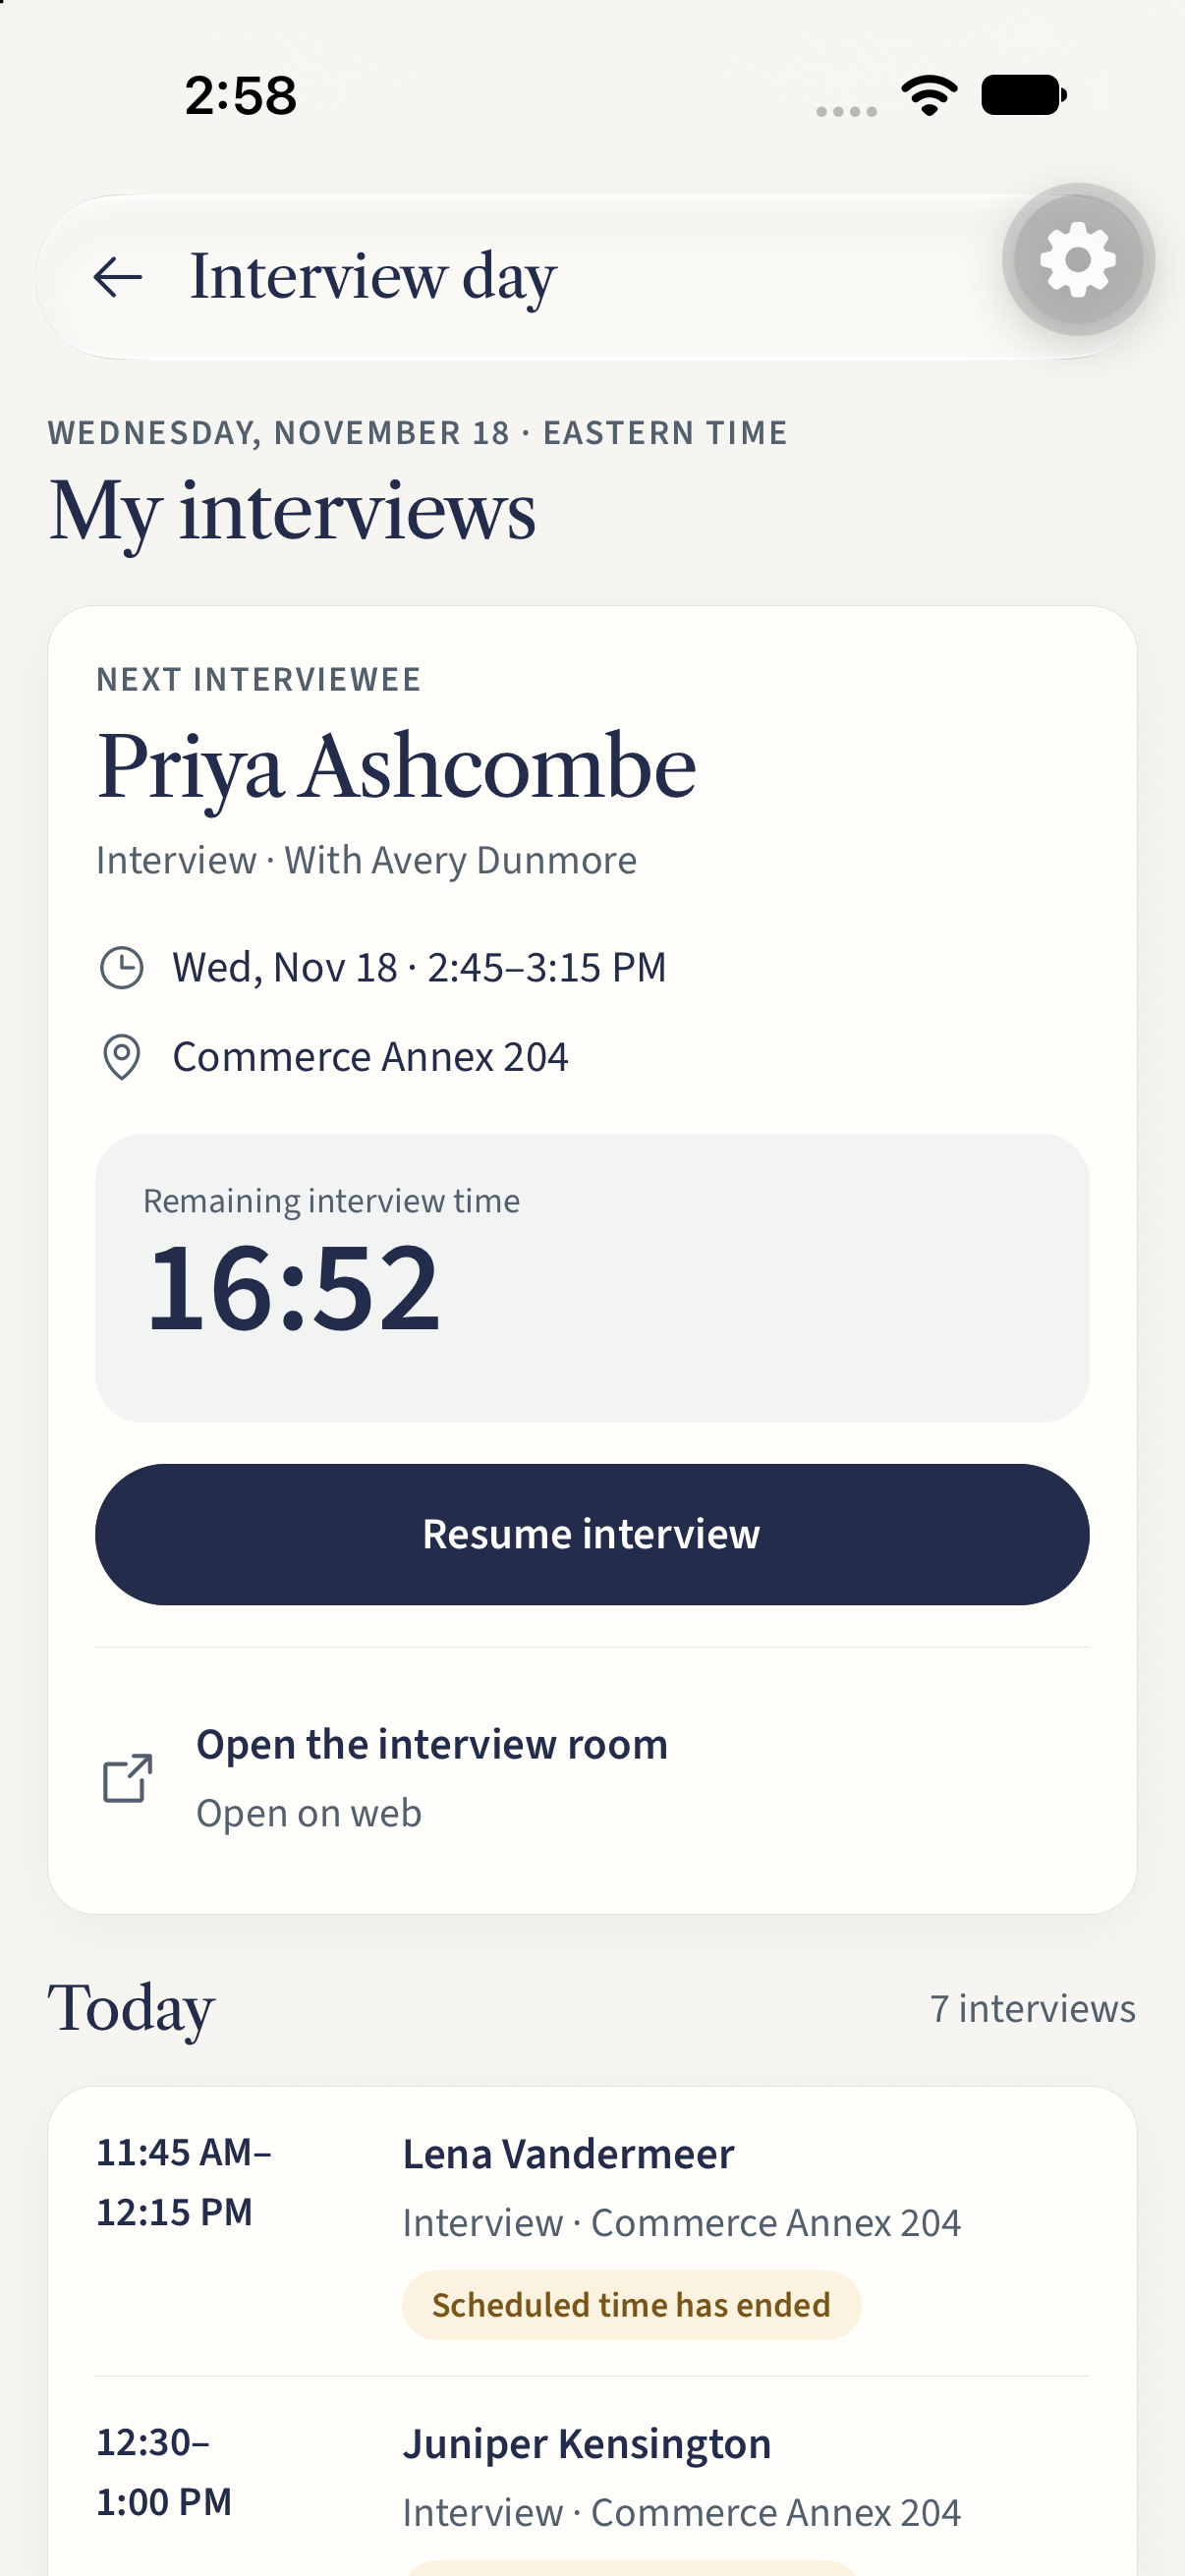 2:58
Interview day
WEDNESDAY, NOVEMBER 18 · EASTERN TIME
My interviews
NEXT INTERVIEWEE
Priya Ashcombe
Interview · With Avery Dunmore
Wed, Nov 18 · 2:45–3:15 PM
Commerce Annex 204
Remaining interview time
16:52
Resume interview
Open the interview room
Open on web
Today
7 interviews
11:45 AM–
12:15 PM
Lena Vandermeer
Interview · Commerce Annex 204
Scheduled time has ended
12:30–
1:00 PM
Juniper Kensington
Interview · Commerce Annex 204